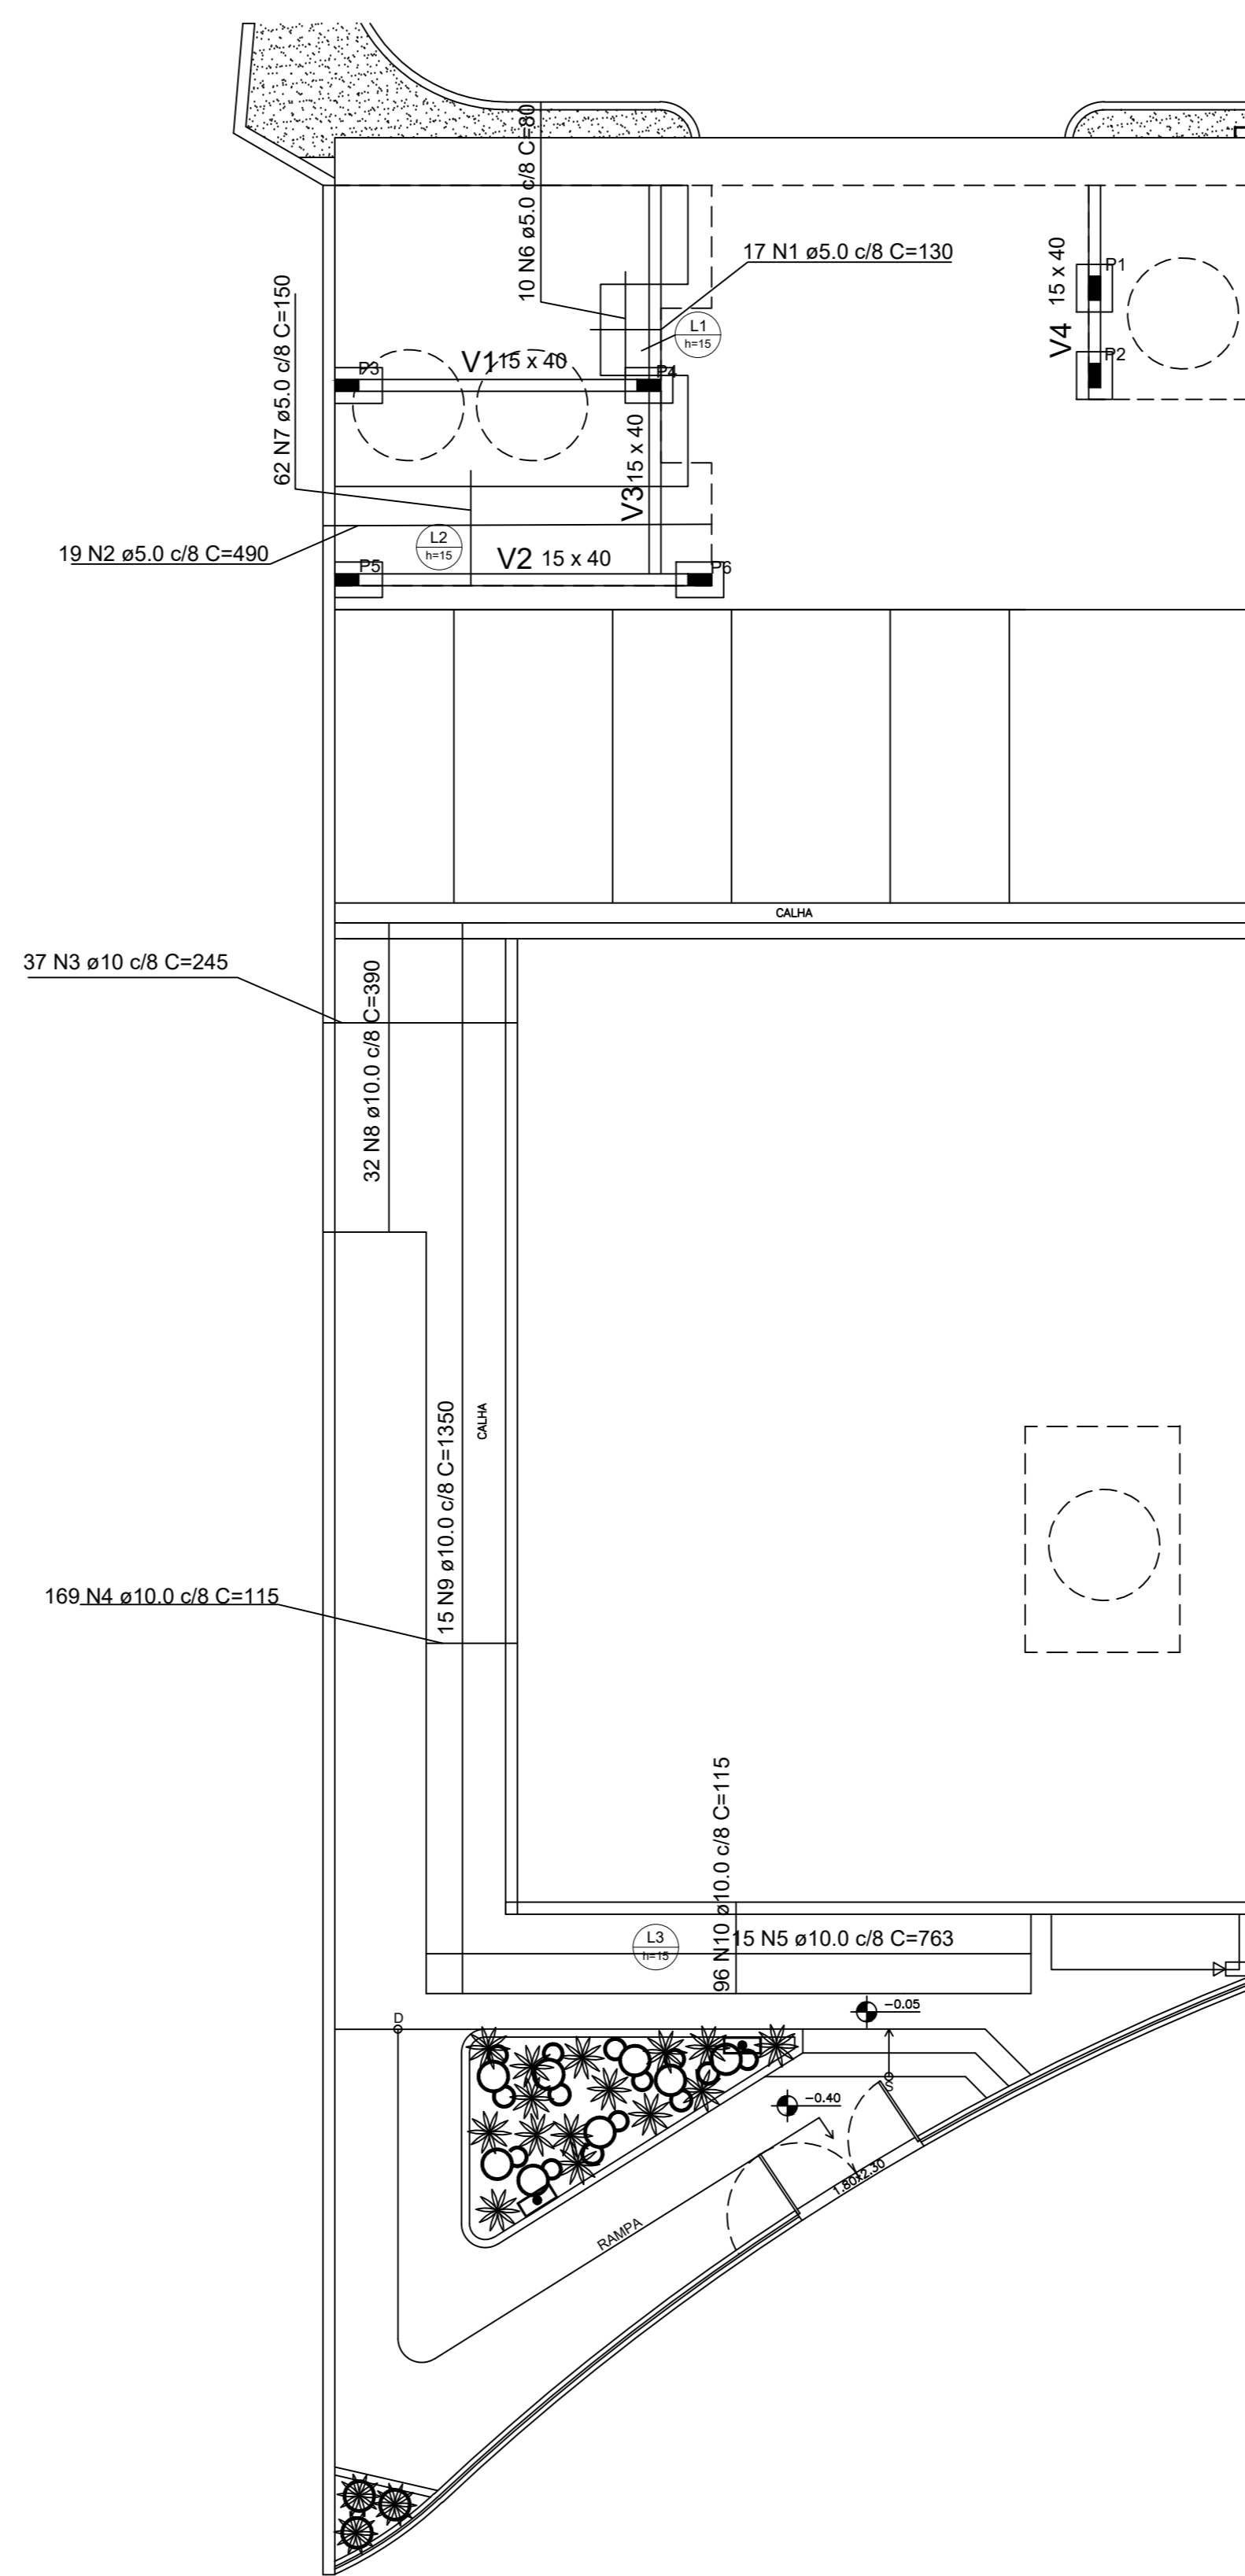 10 N6 ø5.0 c/8 C=80
17 N1 ø5.0 c/8 C=130
15 x 40
V4
P1
P2
62 N7 ø5.0 c/8 C=150
L1
h=15
V1 15 x 40
P3
P4
V3 15 x 40
19 N2 ø5.0 c/8 C=490
L2
h=15
V2 15 x 40
P5
P6
CALHA
37 N3 ø10 c/8 C=245
32 N8 ø10.0 c/8 C=390
15 N9 ø10.0 c/8 C=1350
CALHA
169 N4 ø10.0 c/8 C=115
96 N10 ø10.0 c/8 C=115
L3
h=15
15 N5 ø10.0 c/8 C=763
−0.05
D
S
−0.40
1.80x2.30
RAMPA